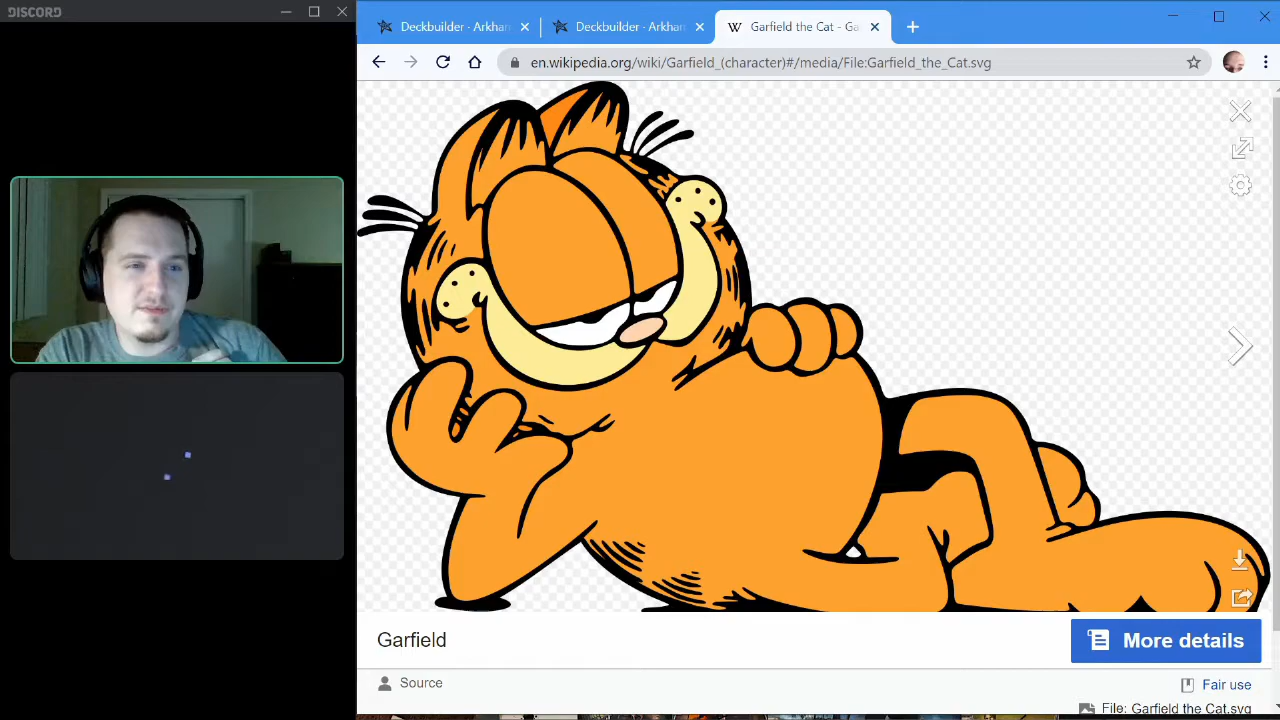 DISCORD
Deckbuilder - Arkham
Deckbuilder - Arkham
Garfield the Cat - Ga
en.wikipedia.org/wiki/Garfield_(character)#/media/File:Garfield_the_Cat.svg
Garfield
More details
Source
Fair use
File: Garfield the Cat.svg